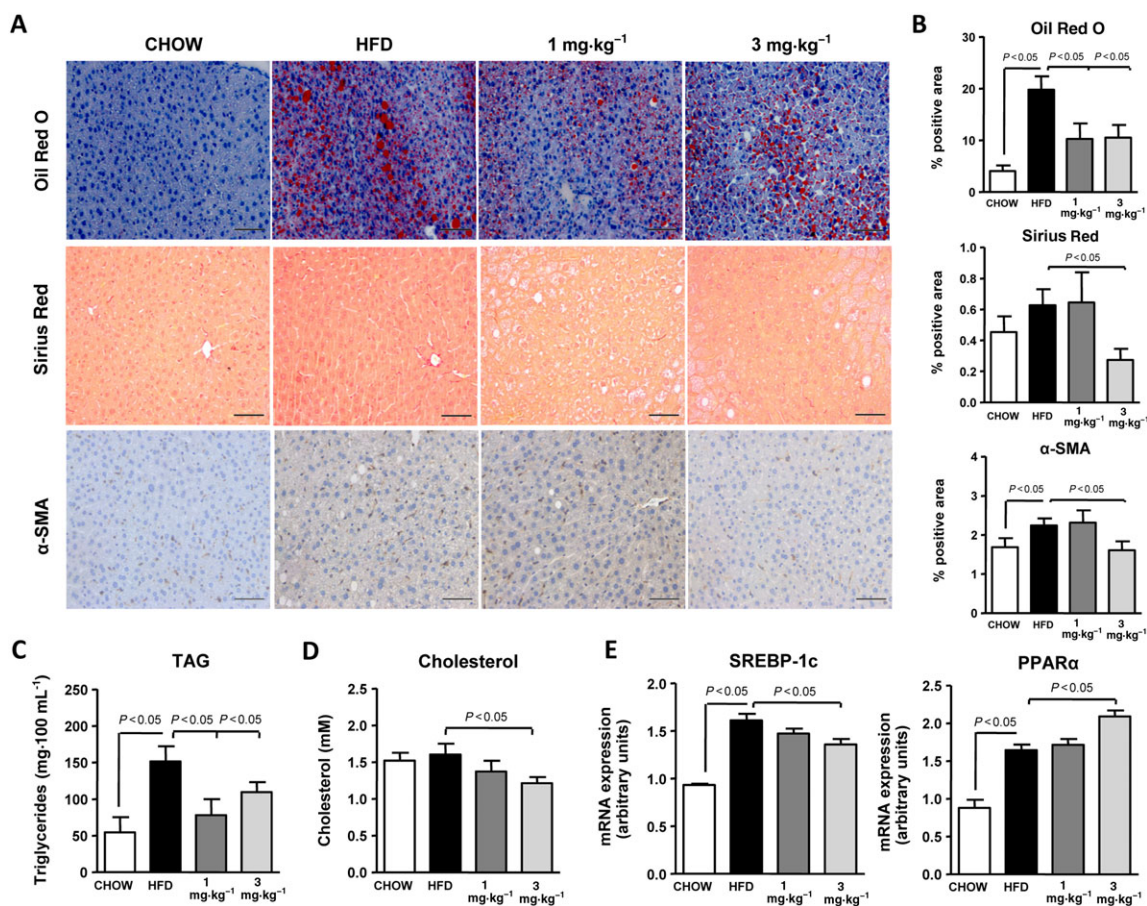 A
CHOW
HFD
1 mg·kg⁻¹
3 mg·kg⁻¹
Oil Red O
Sirius Red
α-SMA
B
Oil Red O
% positive area
30
20
10
0
P < 0.05
P < 0.05
P < 0.05
CHOW
HFD
1
3
mg·kg⁻¹
mg·kg⁻¹
Sirius Red
% positive area
1.0
0.8
0.6
0.4
0.2
0.0
P < 0.05
CHOW
HFD
1
3
mg·kg⁻¹
mg·kg⁻¹
α-SMA
% positive area
4
3
2
1
0
P < 0.05
P < 0.05
CHOW
HFD
1
3
mg·kg⁻¹
mg·kg⁻¹
C
TAG
Triglycerides (mg·100 mL⁻¹)
250
200
150
100
50
0
P < 0.05
P < 0.05
P < 0.05
CHOW
HFD
1
3
mg·kg⁻¹
mg·kg⁻¹
D
Cholesterol
Cholesterol (mM)
2.5
2.0
1.5
1.0
0.5
0.0
P < 0.05
CHOW
HFD
1
3
mg·kg⁻¹
mg·kg⁻¹
E
SREBP-1c
mRNA expression
(arbitrary units)
2.0
1.5
1.0
0.5
0.0
P < 0.05
P < 0.05
CHOW
HFD
1
3
mg·kg⁻¹
mg·kg⁻¹
PPARα
mRNA expression
(arbitrary units)
2.5
2.0
1.5
1.0
0.5
0.0
P < 0.05
P < 0.05
CHOW
HFD
1
3
mg·kg⁻¹
mg·kg⁻¹